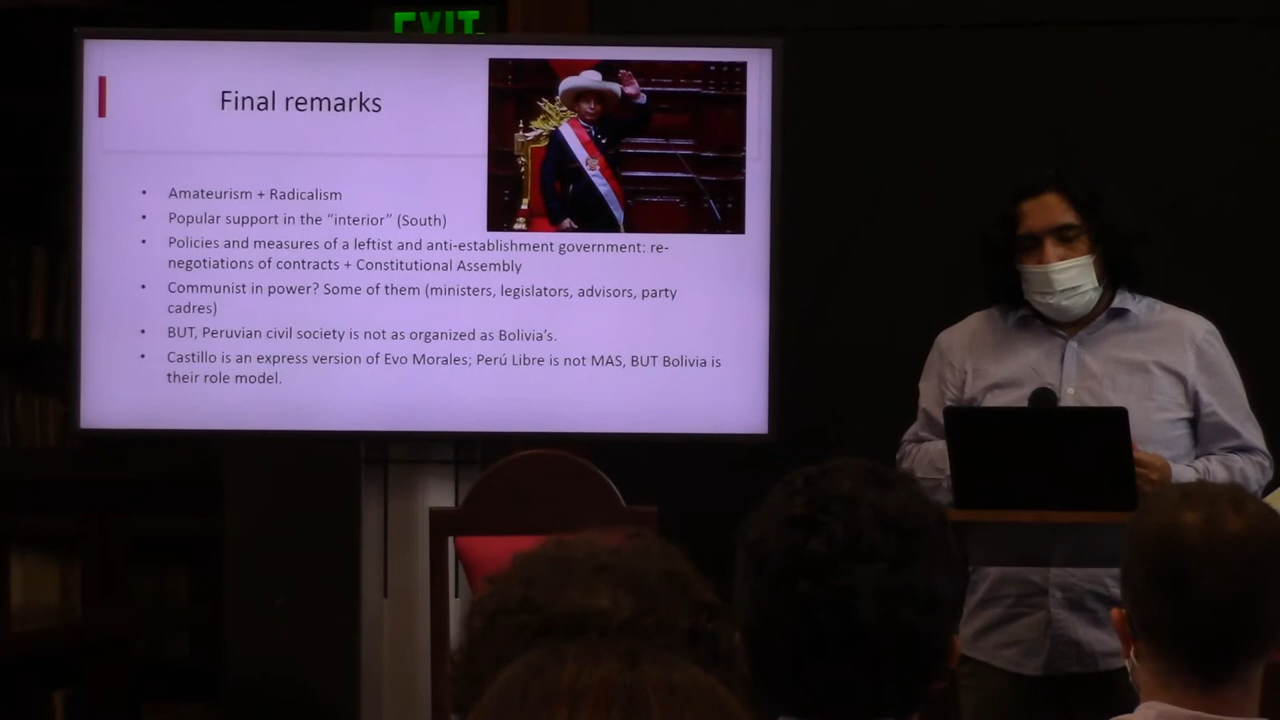 EXIT
Final remarks
• Amateurism + Radicalism
• Popular support in the “interior” (South)
• Policies and measures of a leftist and anti-establishment government: re-
negotiations of contracts + Constitutional Assembly
• Communist in power? Some of them (ministers, legislators, advisors, party
cadres)
• BUT, Peruvian civil society is not as organized as Bolivia’s.
• Castillo is an express version of Evo Morales; Perú Libre is not MAS, BUT Bolivia is
their role model.